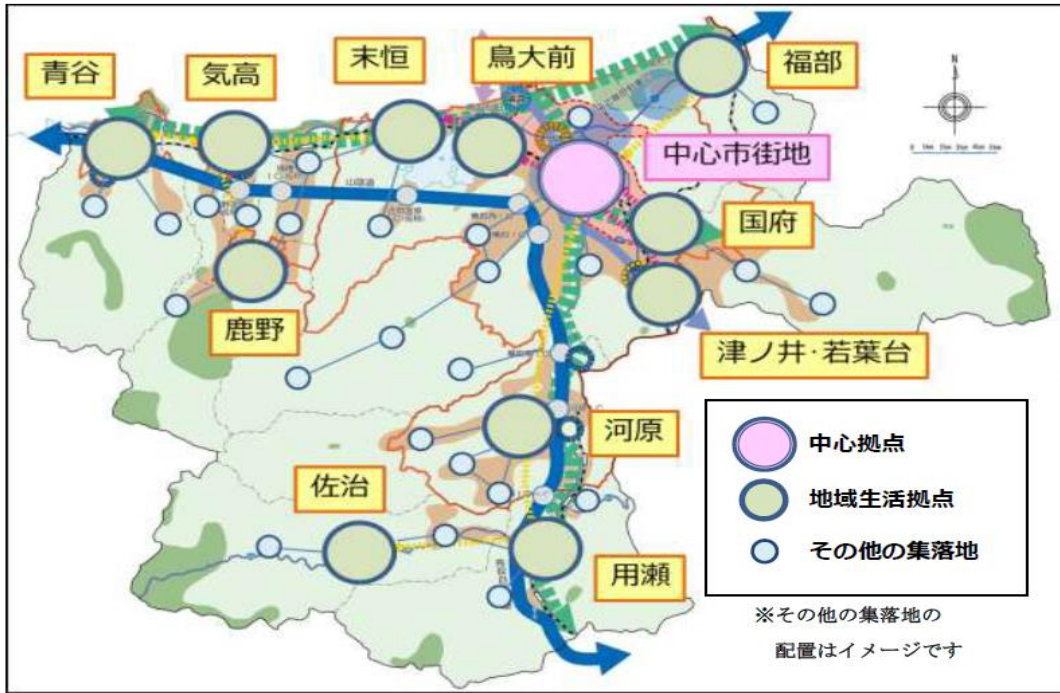 青谷
気高
末恒
鳥大前
福部
N
中心市街地
国府
鹿野
津ノ井・若葉台
河原
佐治
用瀬
中心拠点
地域生活拠点
その他の集落地
※その他の集落地の
配置はイメージです